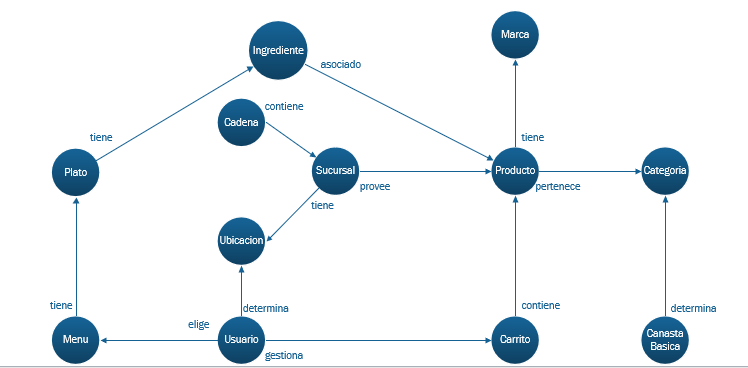 Marca
Ingrediente
asociado
contiene
Cadena
tiene
tiene
Plato
Sucursal
Producto
Categoria
provee
pertenece
tiene
Ubicacion
tiene
determina
contiene
determina
elige
Menu
Usuario
Carrito
Canasta
Basica
gestiona